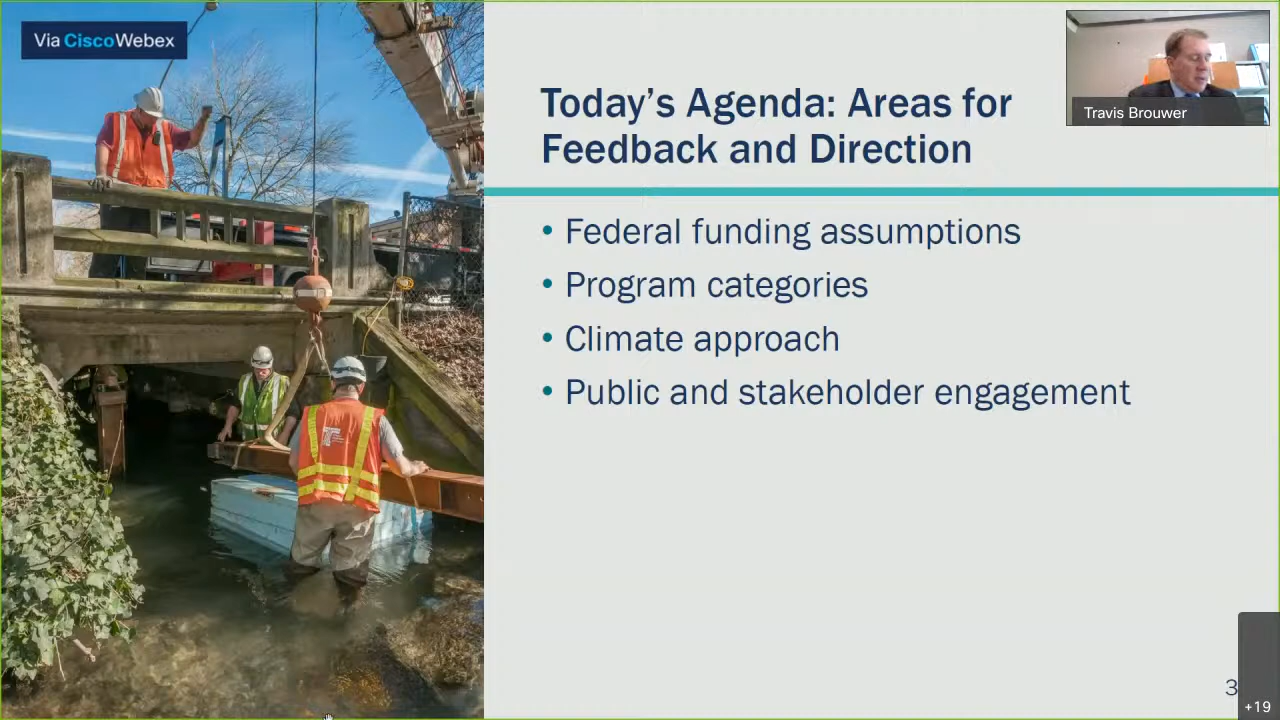 Via CiscoWebex
Today's Agenda: Areas for
Feedback and Direction
Travis Brouwer
• Federal funding assumptions
• Program categories
• Climate approach
• Public and stakeholder engagement
3
+19